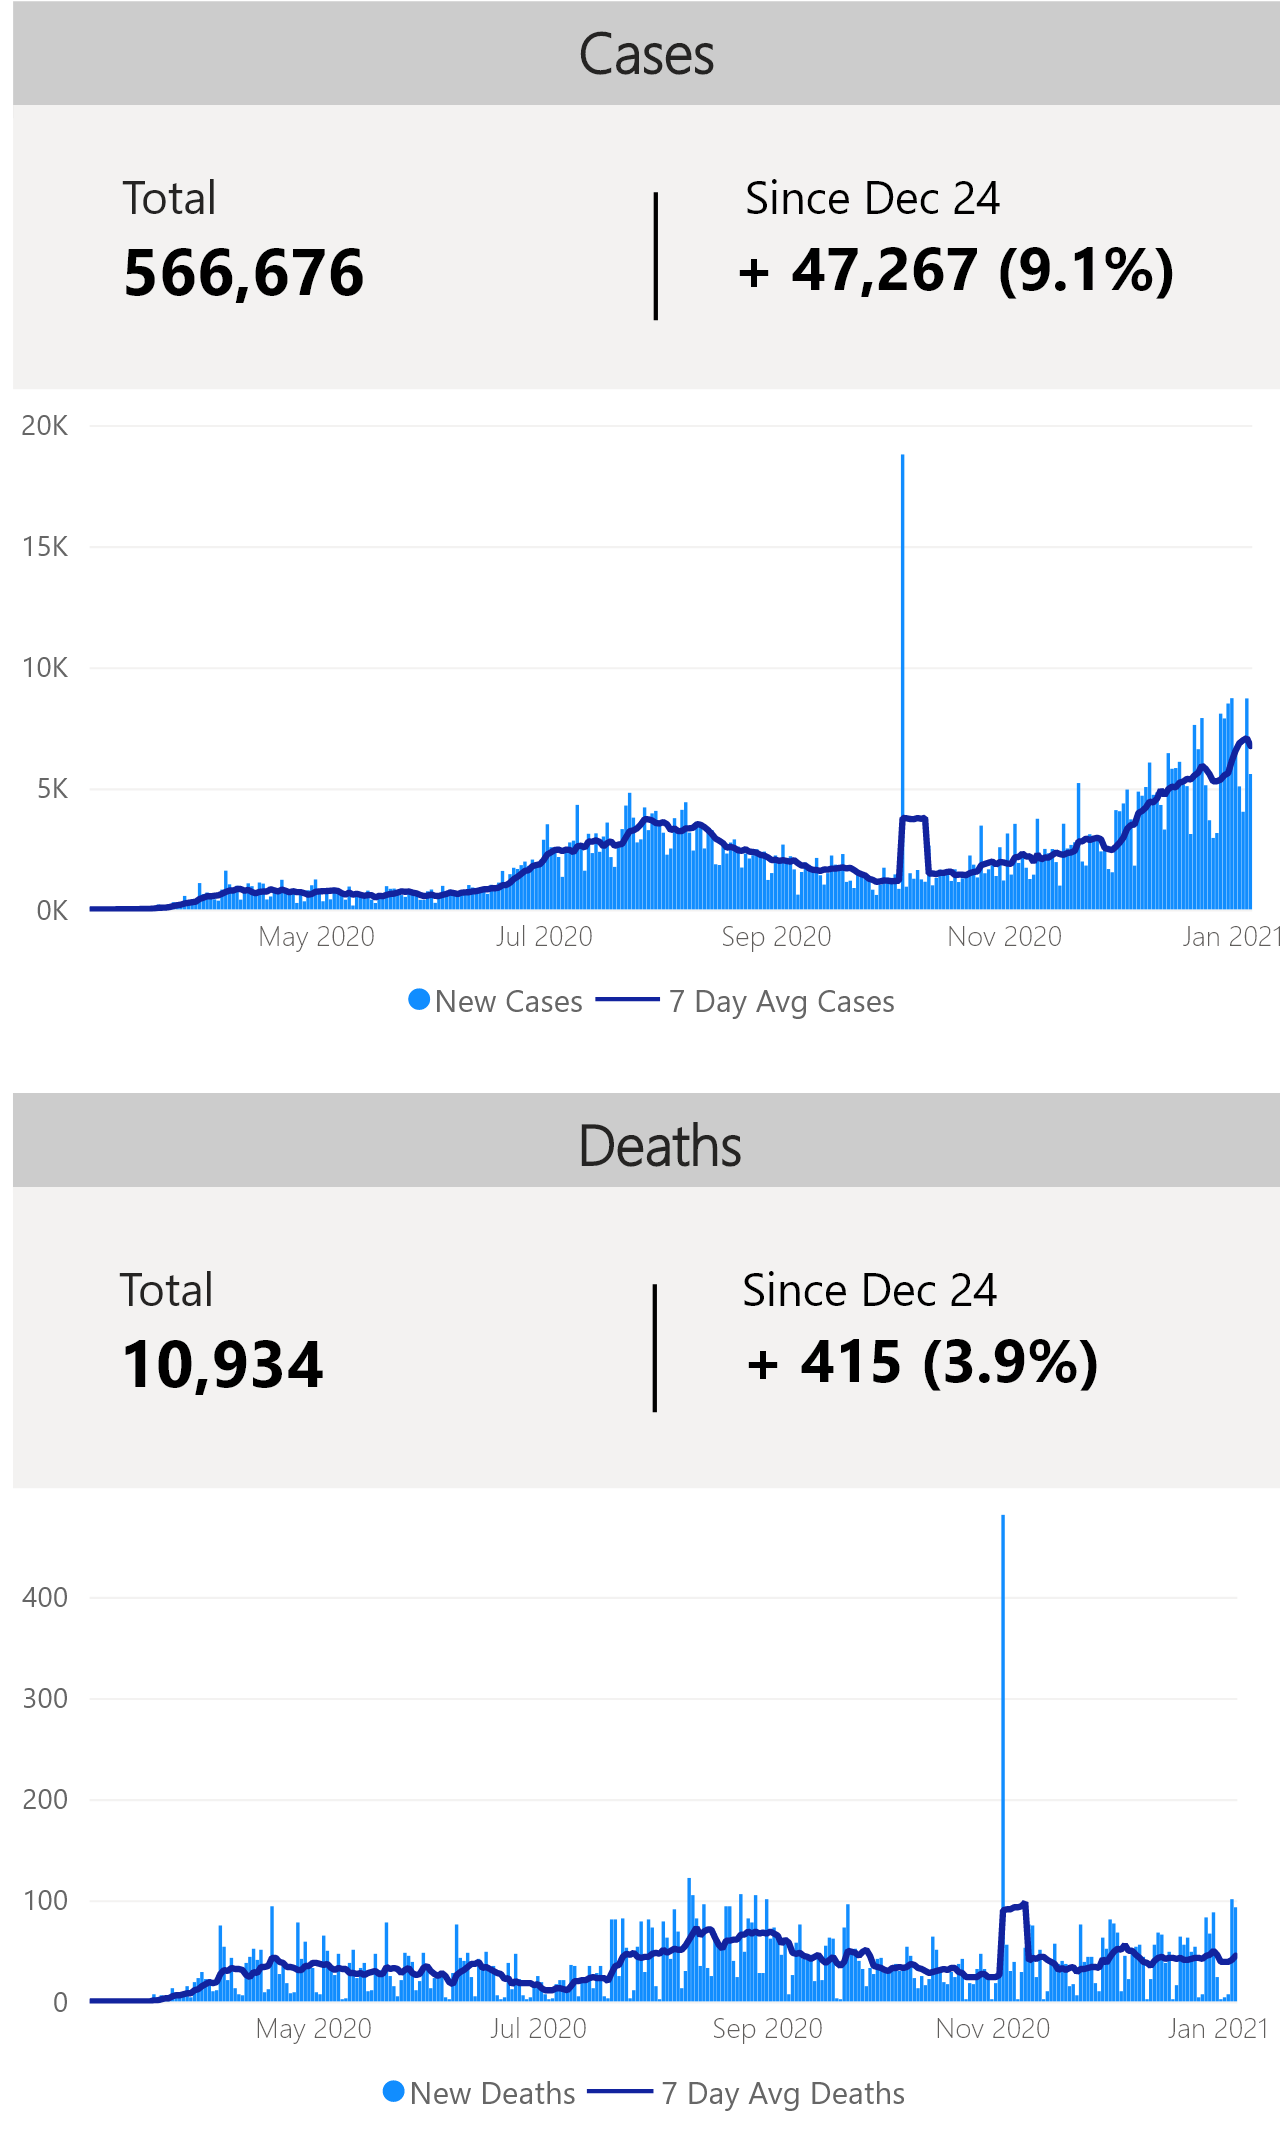 Cases
Total
Since Dec 24
566,676
+ 47,267 (9.1%)
20K
15K
10K
5K
0K
May 2020
Jul 2020
Sep 2020
Nov 2020
Jan 2021
New Cases
7 Day Avg Cases
Deaths
Total
Since Dec 24
10,934
+ 415 (3.9%)
400
300
200
100
0
May 2020
Jul 2020
Sep 2020
Nov 2020
Jan 2021
New Deaths
7 Day Avg Deaths